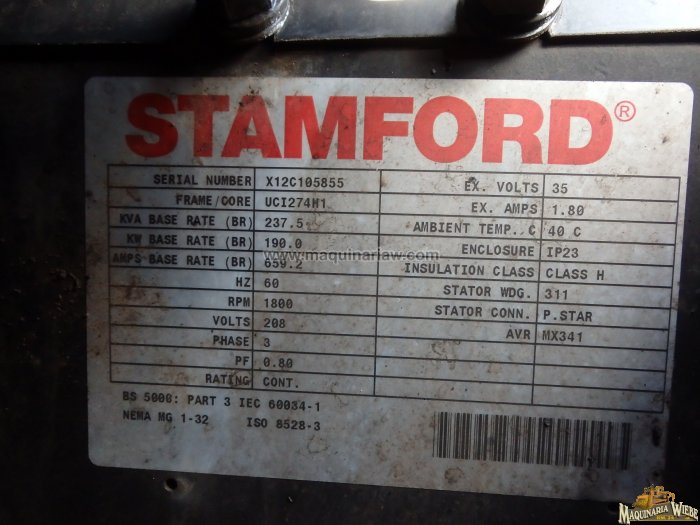 STAMFORD®
SERIAL NUMBER X12C105855 EX. VOLTS 35
FRAME/CORE UCI274H1 EX. AMPS 1.80
KVA BASE RATE (BR) 237.5 AMBIENT TEMP.. C 40 C
KW BASE RATE (BR) 190.0 ENCLOSURE IP23
www.maquinarlaw.com
AMPS BASE RATE (BR) 659.2 INSULATION CLASS CLASS H
HZ 60 STATOR WDG. 311
RPM 1800 STATOR CONN. P.STAR
VOLTS 208 AVR MX341
PHASE 3
PF 0.80
RATING CONT.
BS 5000: PART 3 IEC 60034-1
NEMA MG 1-32 ISO 8528-3
MAQUINARIA WIEBE